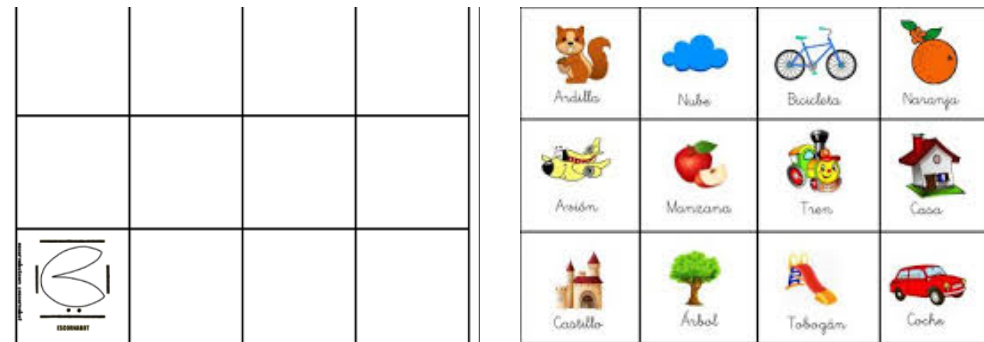 ESCORNABOT
Ardilla
Nube
Bicicleta
Naranja
Avión
Manzana
Tren
Casa
Castillo
Árbol
Tobogán
Coche